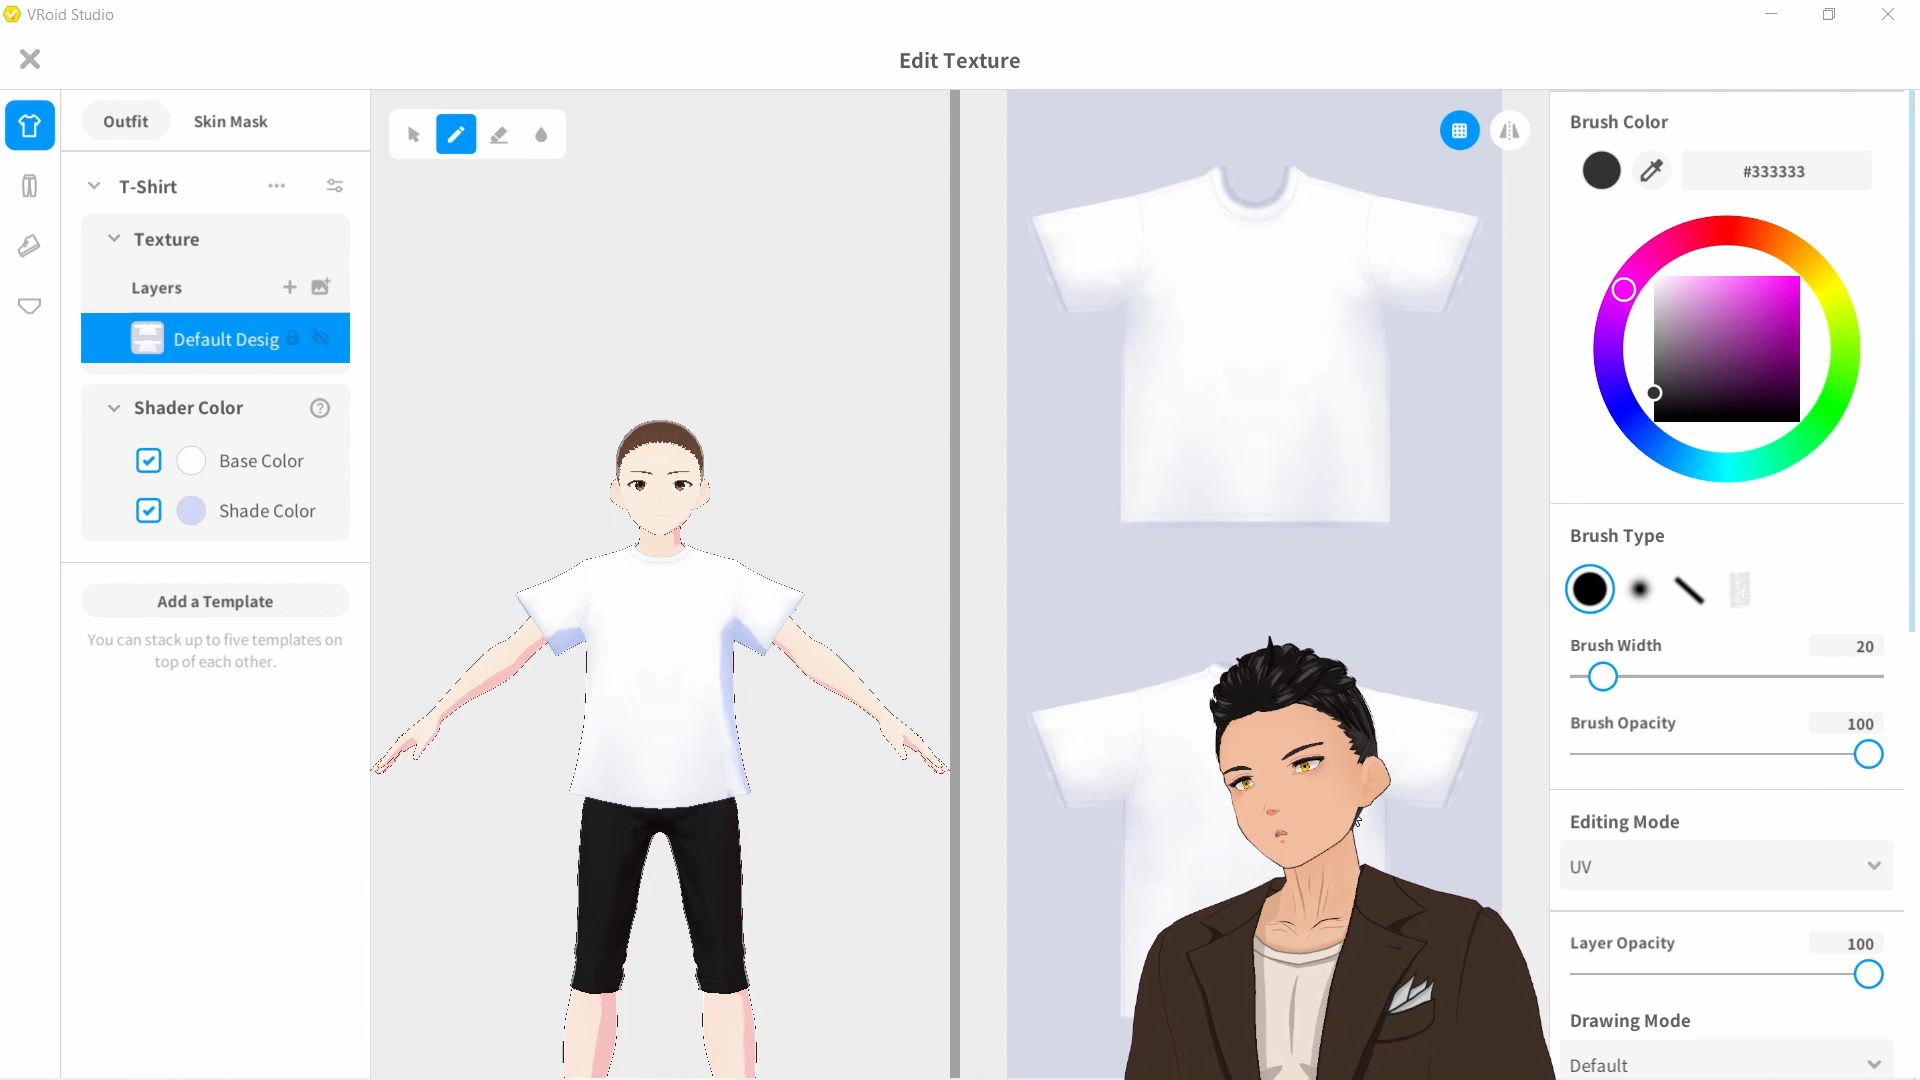 VRoid Studio
Edit Texture
Outfit
Skin Mask
T-Shirt
Texture
Layers
Default Desig
Shader Color
Base Color
Shade Color
Add a Template
You can stack up to five templates on
top of each other.
Brush Color
#333333
Brush Type
Brush Width
20
Brush Opacity
100
Editing Mode
UV
Layer Opacity
100
Drawing Mode
Default